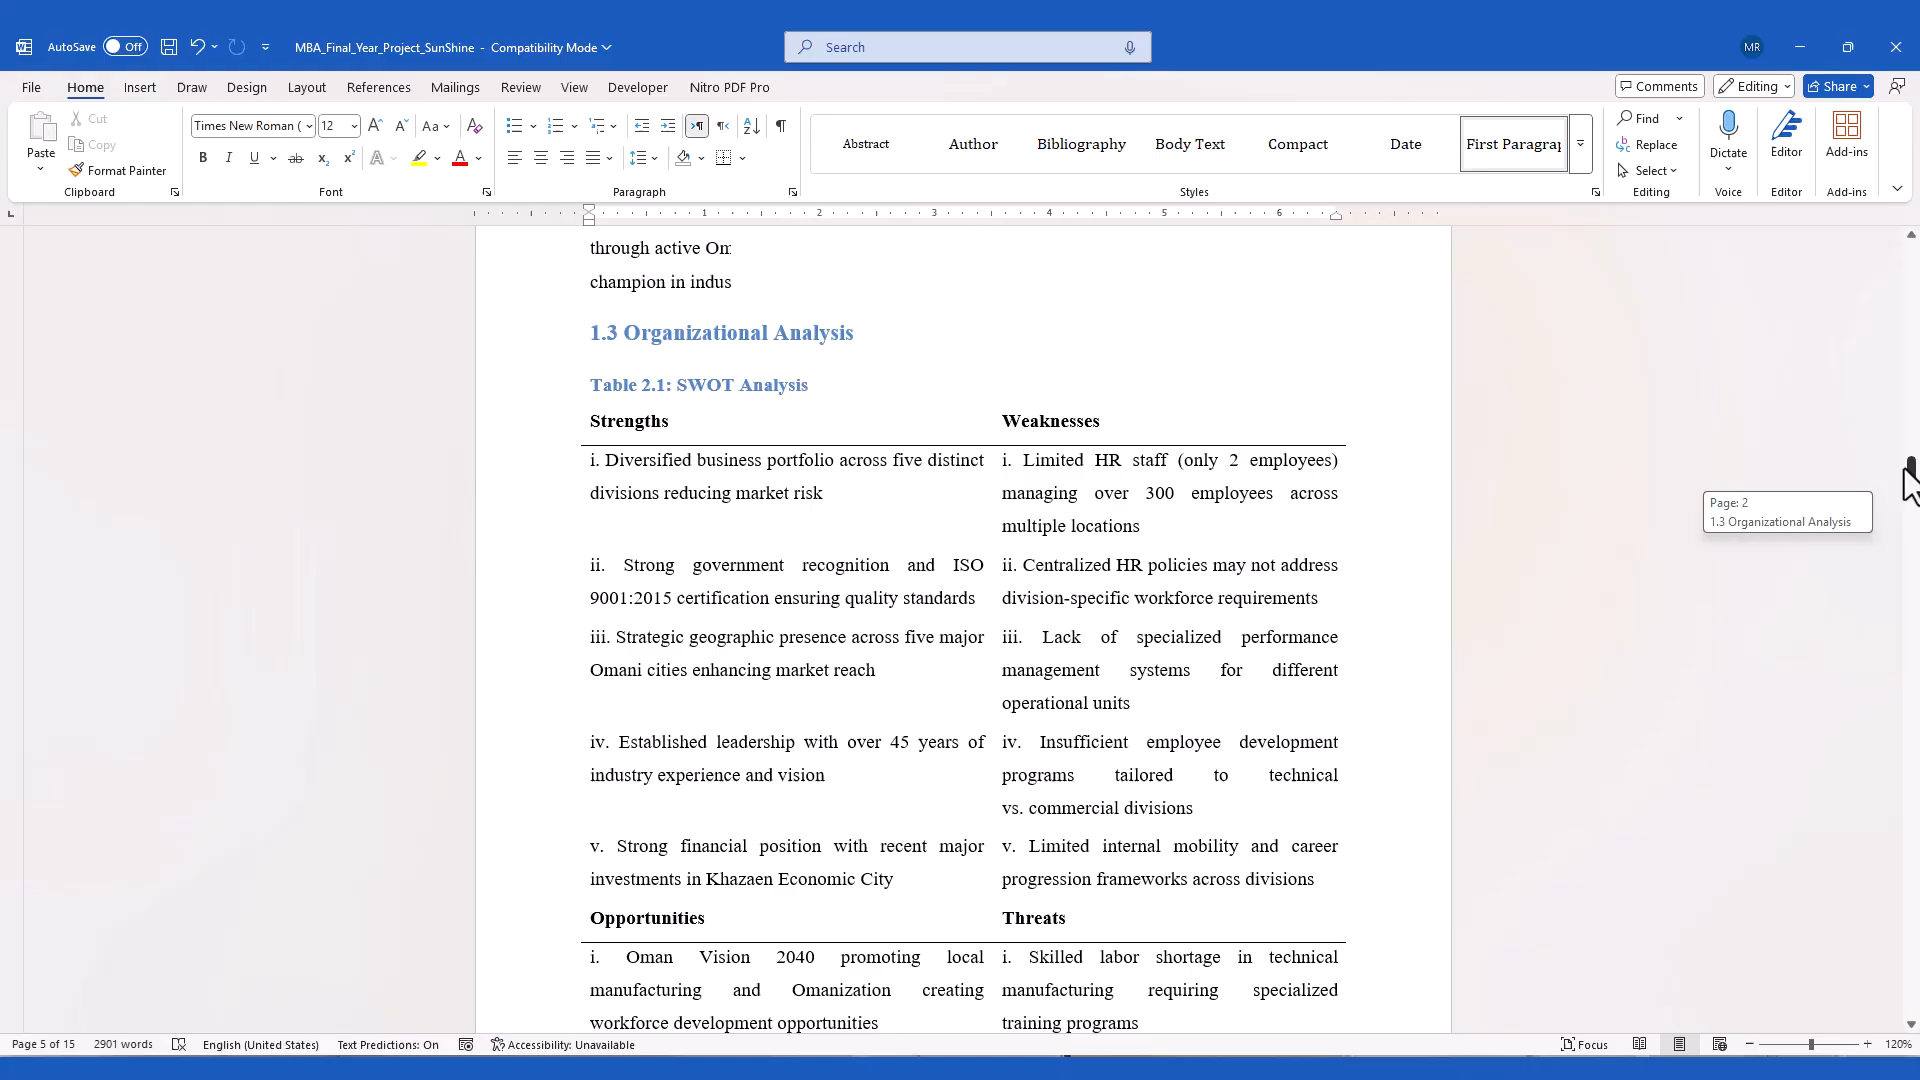 AutoSave Off MBA_Final_Year_Project_SunShine - Compatibility Mode Search MR
File Home Insert Draw Design Layout References Mailings Review View Developer Nitro PDF Pro Comments Editing Share
Paste Cut Copy Format Painter Clipboard
Times New Roman ( 12 Aa B I U ab x₂ x² A A Font
Paragraph
Abstract Author Bibliography Body Text Compact Date First Paragrap Styles
Find Replace Select Editing
Dictate Voice
Editor Editor
Add-ins Add-ins
1 2 3 4 5 6
through active Om
champion in indus
1.3 Organizational Analysis
Table 2.1: SWOT Analysis
Strengths Weaknesses
i. Diversified business portfolio across five distinct
divisions reducing market risk
i. Limited HR staff (only 2 employees)
managing over 300 employees across
multiple locations
ii. Strong government recognition and ISO
9001:2015 certification ensuring quality standards
ii. Centralized HR policies may not address
division-specific workforce requirements
iii. Strategic geographic presence across five major
Omani cities enhancing market reach
iii. Lack of specialized performance
management systems for different
operational units
iv. Established leadership with over 45 years of
industry experience and vision
iv. Insufficient employee development
programs tailored to technical
vs. commercial divisions
v. Strong financial position with recent major
investments in Khazaen Economic City
v. Limited internal mobility and career
progression frameworks across divisions
Opportunities Threats
i. Oman Vision 2040 promoting local
manufacturing and Omanization creating
workforce development opportunities
i. Skilled labor shortage in technical
manufacturing requiring specialized
training programs
Page: 2
1.3 Organizational Analysis
Page 5 of 15 2901 words English (United States) Text Predictions: On Accessibility: Unavailable Focus 120%